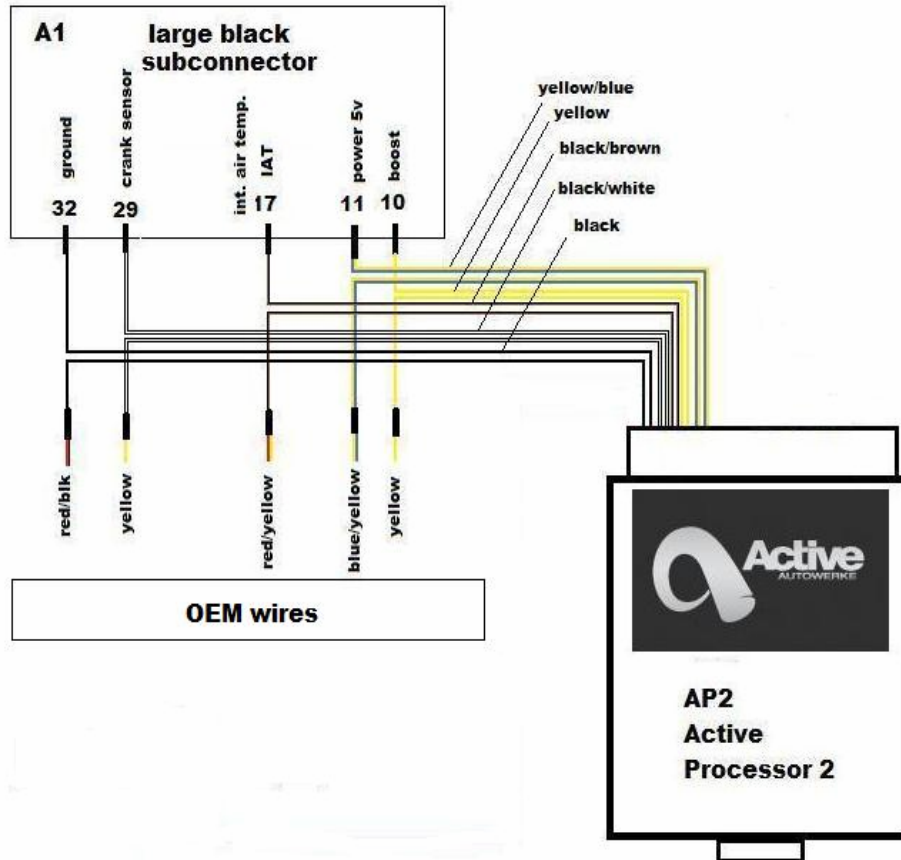 A1
large black
subconnector
ground
crank sensor
int. air temp.
IAT
power 5v
boost
32
29
17
11
10
yellow/blue
yellow
black/brown
black/white
black
red/blk
yellow
red/yellow
blue/yellow
yellow
OEM wires
Active
AUTOWERKE
AP2
Active
Processor 2